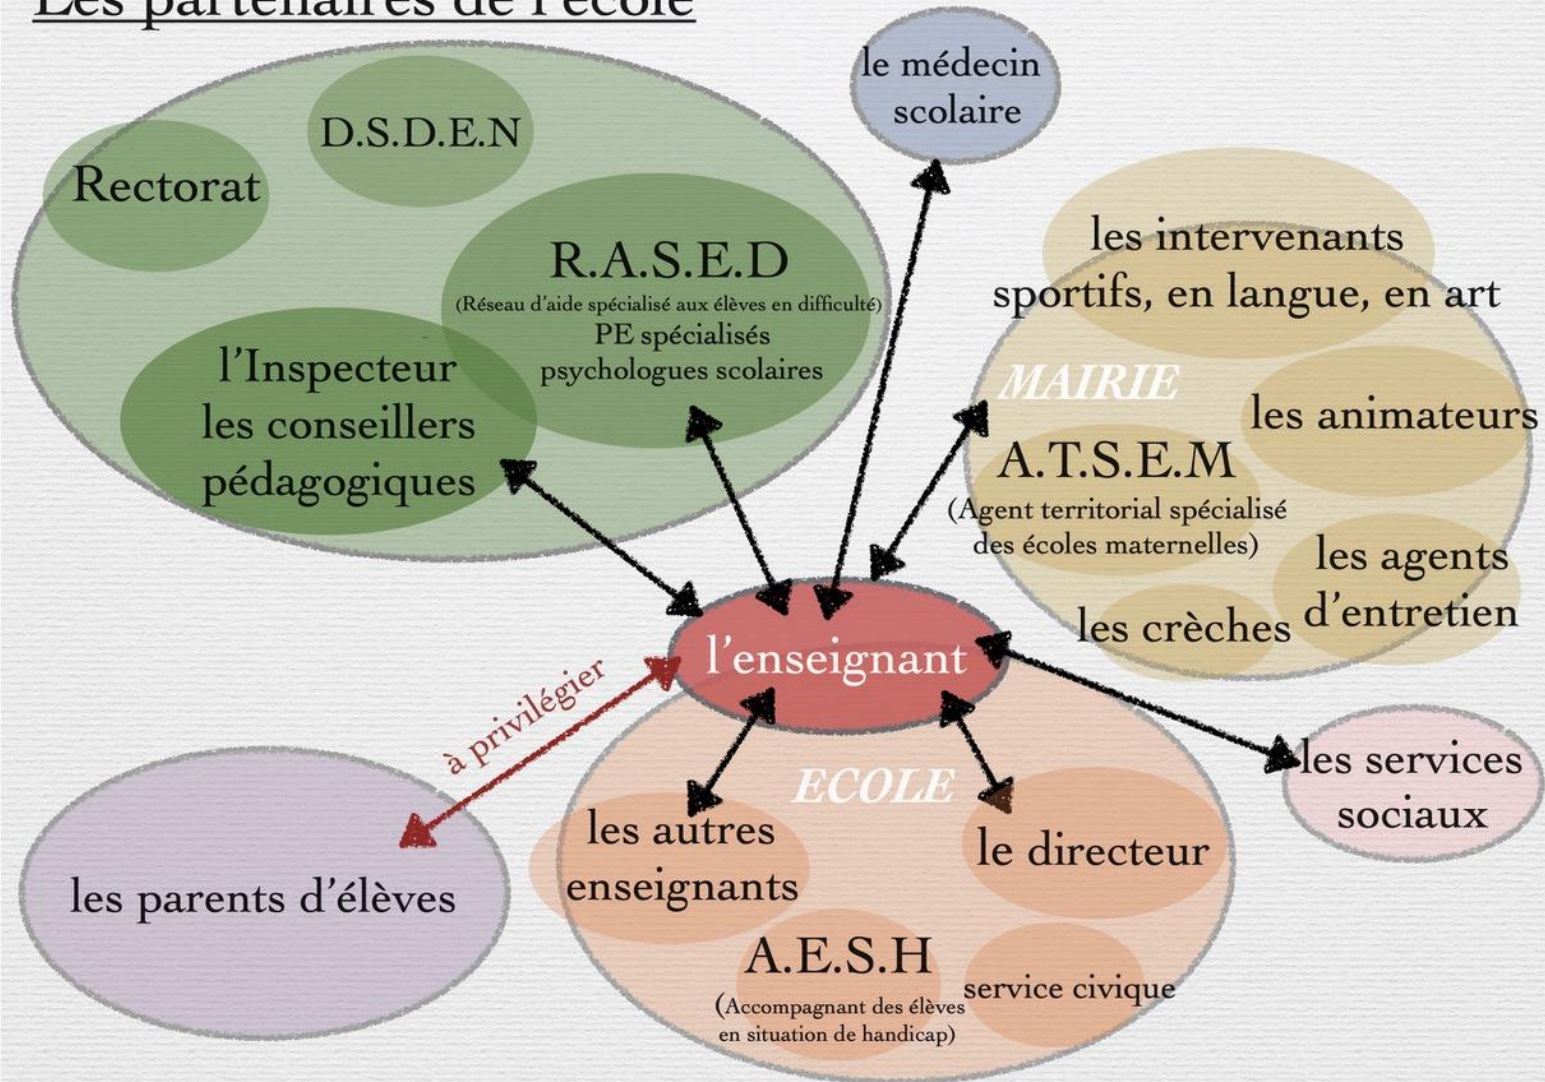 Les partenaires de l'école
le médecin
scolaire
D.S.D.E.N
Rectorat
R.A.S.E.D
(Réseau d'aide spécialisé aux élèves en difficulté)
PE spécialisés
psychologues scolaires
l'Inspecteur
les conseillers
pédagogiques
les intervenants
sportifs, en langue, en art
MAIRIE
les animateurs
A.T.S.E.M
(Agent territorial spécialisé
des écoles maternelles)
les agents
d'entretien
les crèches
l'enseignant
à privilégier
les parents d'élèves
ECOLE
les autres
enseignants
le directeur
les services
sociaux
A.E.S.H
(Accompagnant des élèves
en situation de handicap)
service civique